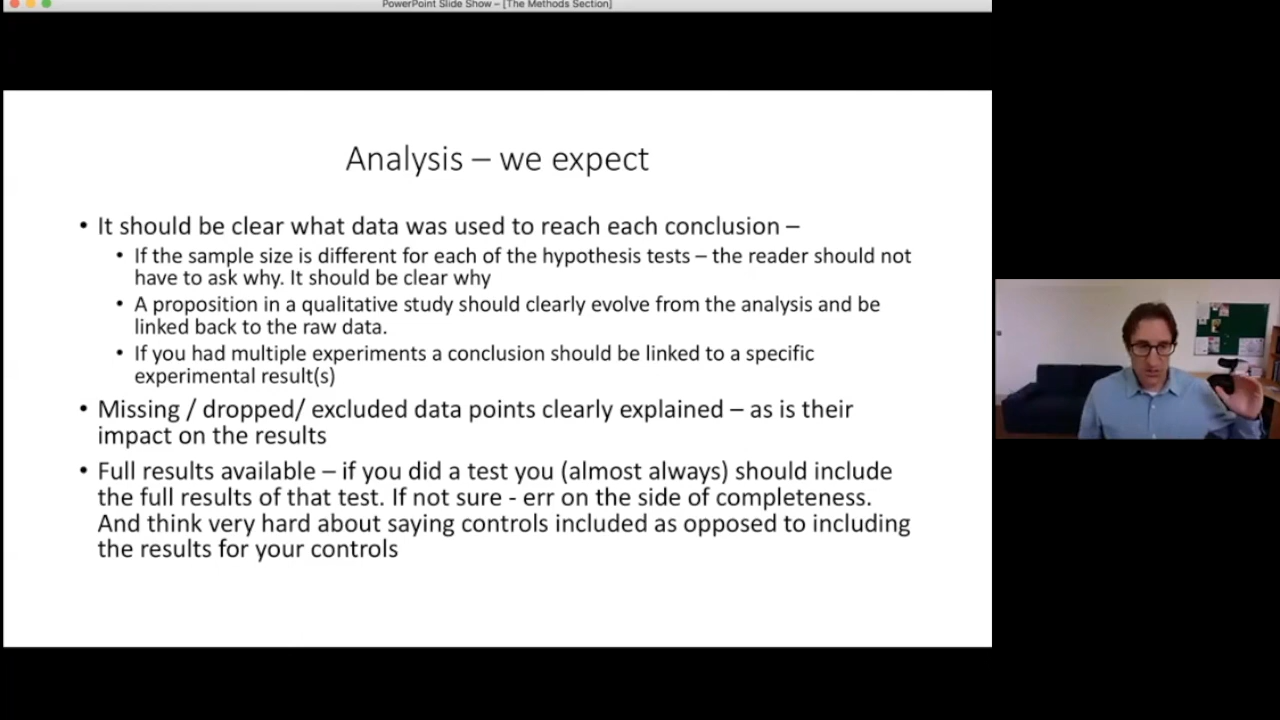 PowerPoint Slide Show – [The Methods Section]
Analysis – we expect
• It should be clear what data was used to reach each conclusion –
• If the sample size is different for each of the hypothesis tests – the reader should not
have to ask why. It should be clear why
• A proposition in a qualitative study should clearly evolve from the analysis and be
linked back to the raw data.
• If you had multiple experiments a conclusion should be linked to a specific
experimental result(s)
• Missing / dropped/ excluded data points clearly explained – as is their
impact on the results
• Full results available – if you did a test you (almost always) should include
the full results of that test. If not sure - err on the side of completeness.
And think very hard about saying controls included as opposed to including
the results for your controls